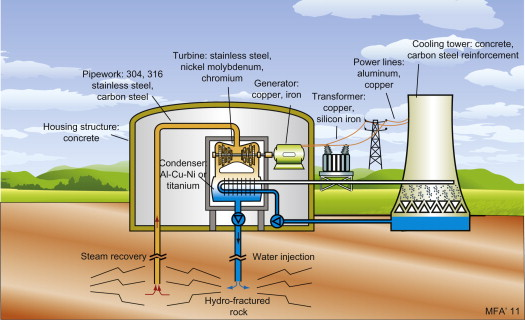 Cooling tower: concrete,
carbon steel reinforcement
Turbine: stainless steel,
nickel molybdenum,
chromium
Power lines:
aluminum,
copper
Pipework: 304, 316
stainless steel,
carbon steel
Generator:
copper, iron
Transformer:
copper,
silicon iron
Housing structure:
concrete
Condenser:
Al-Cu-Ni or
titanium
Steam recovery
Water injection
Hydro-fractured
rock
MFA' 11